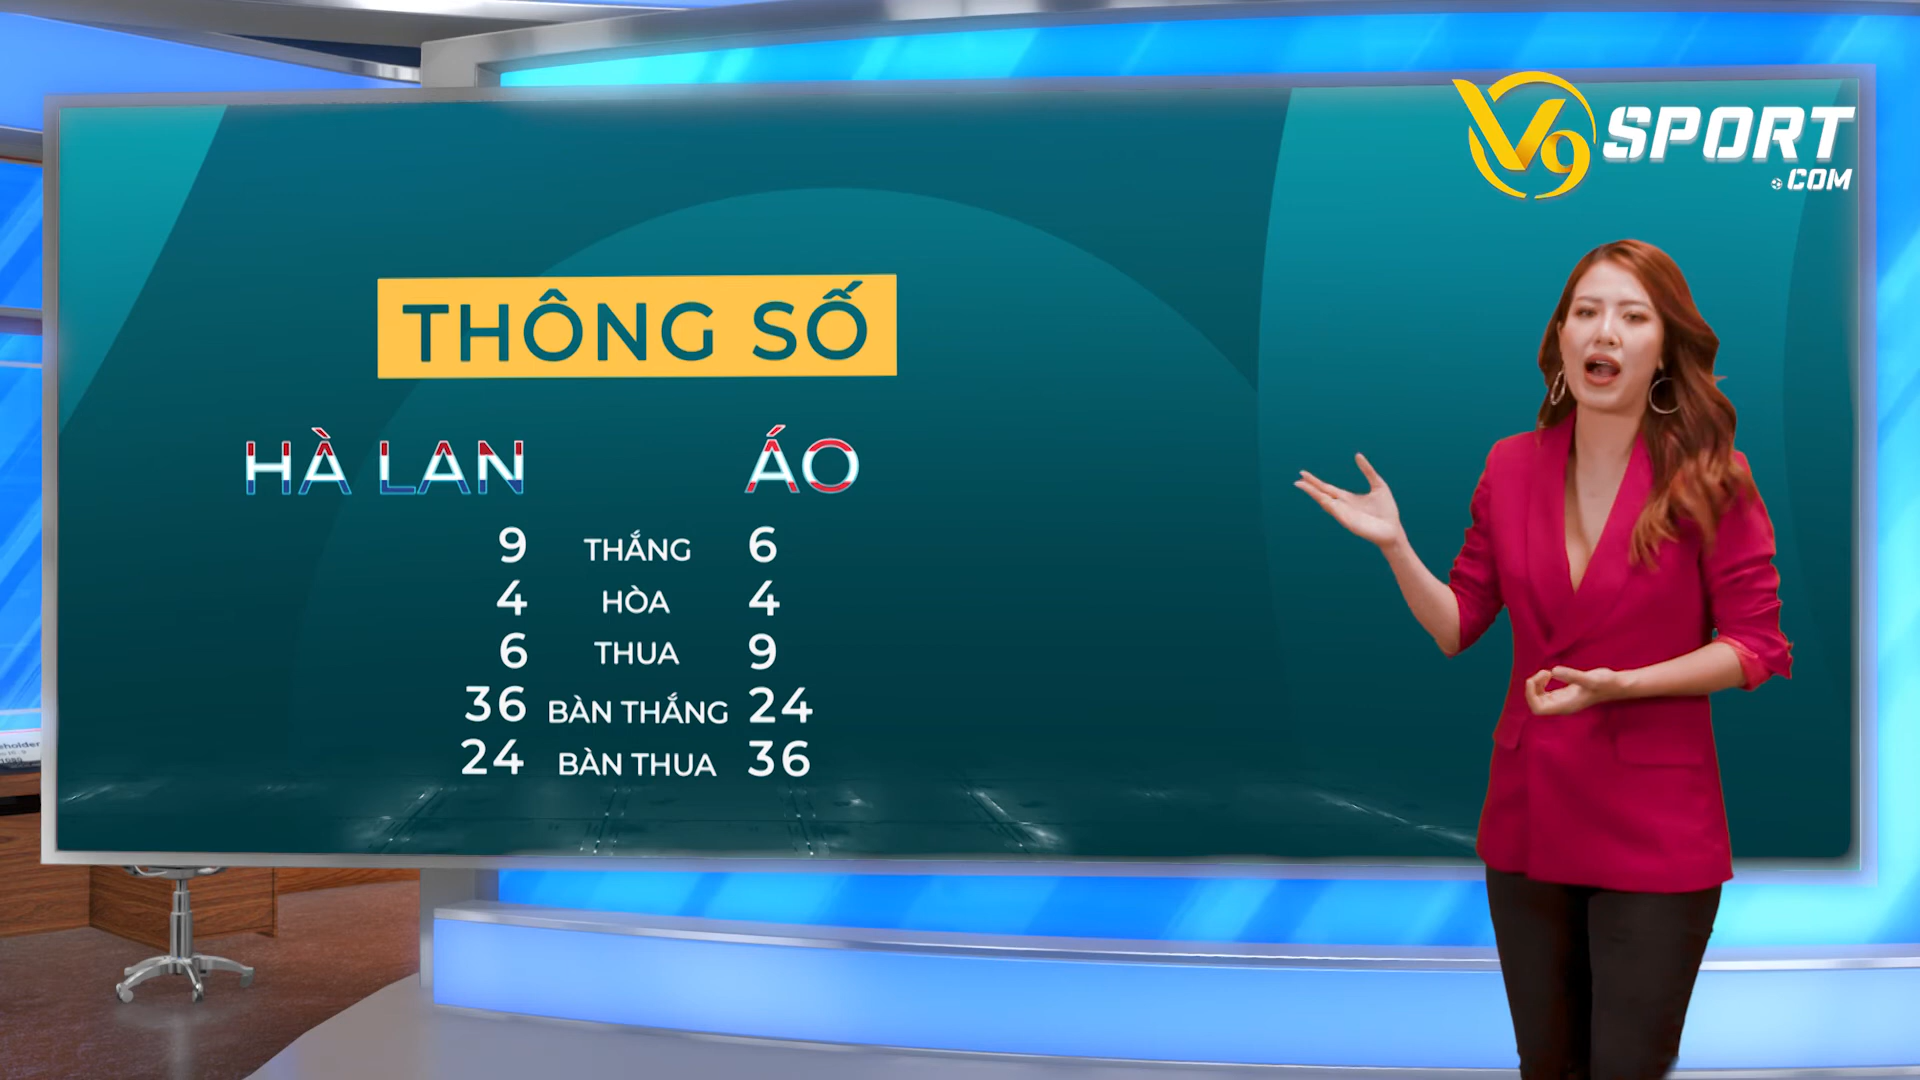 V9 SPORT
.COM
THÔNG SỐ
HÀ LAN ÁO
9 THẮNG 6
4 HÒA 4
6 THUA 9
36 BÀN THẮNG 24
24 BÀN THUA 36